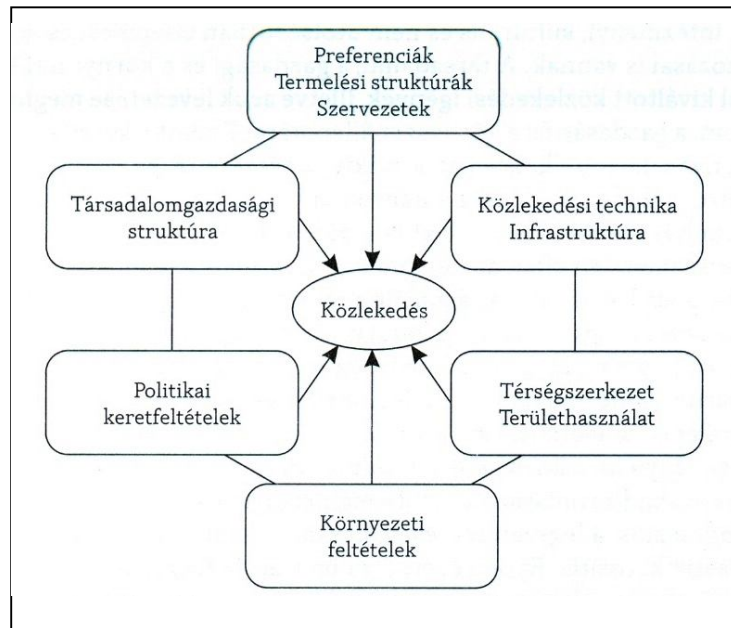 Preferenciák
Termelési struktúrák
Szervezetek
Társadalomgazdasági
struktúra
Közlekedési technika
Infrastruktúra
Közlekedés
Politikai
keretfeltételek
Térségszerkezet
Területhasználat
Környezeti
feltételek